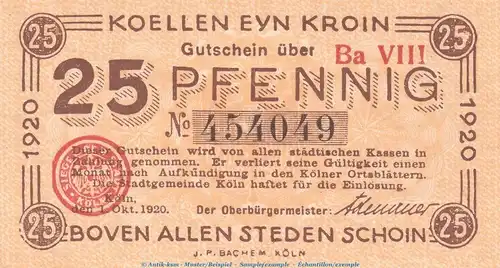 25 KOELLEN EYN KROIN 25
Gutschein über Ba VIII
25 PFENNIG
1920
1920
№ 454049
Dieser Gutschein wird von allen städtischen Kassen in
Zahlung genommen. Er verliert seine Gültigkeit einen
Monat nach Aufkündigung in den Kölner Ortsblättern.
Die Stadtgemeinde Köln haftet für die Einlösung.
Köln,
den 1. Okt. 1920. Der Oberbürgermeister: Adenauer
25 BOVEN ALLEN STEDEN SCHOIN 25
J. P. BACHEM, KÖLN
© Antik-kos - Muster/Beispiel - Sample/example - Echantillon/exemple